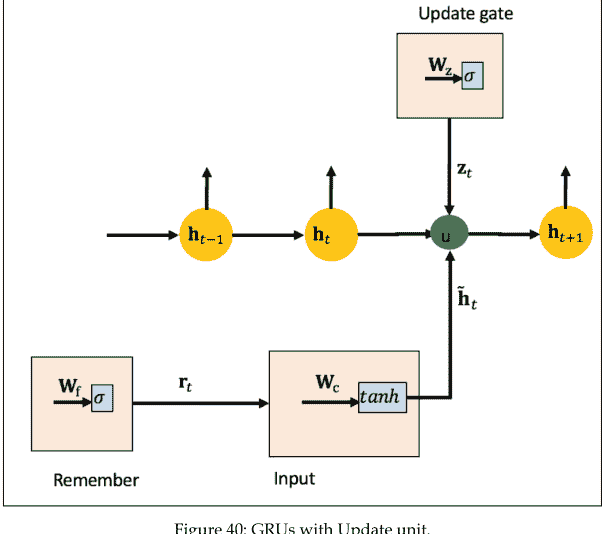 Update gate
W_z σ
z_t
h_{t−1} h_t u h_{t+1}
h̃_t
W_f σ r_t W_c tanh
Remember Input
Figure 40: GRUs with Update unit.